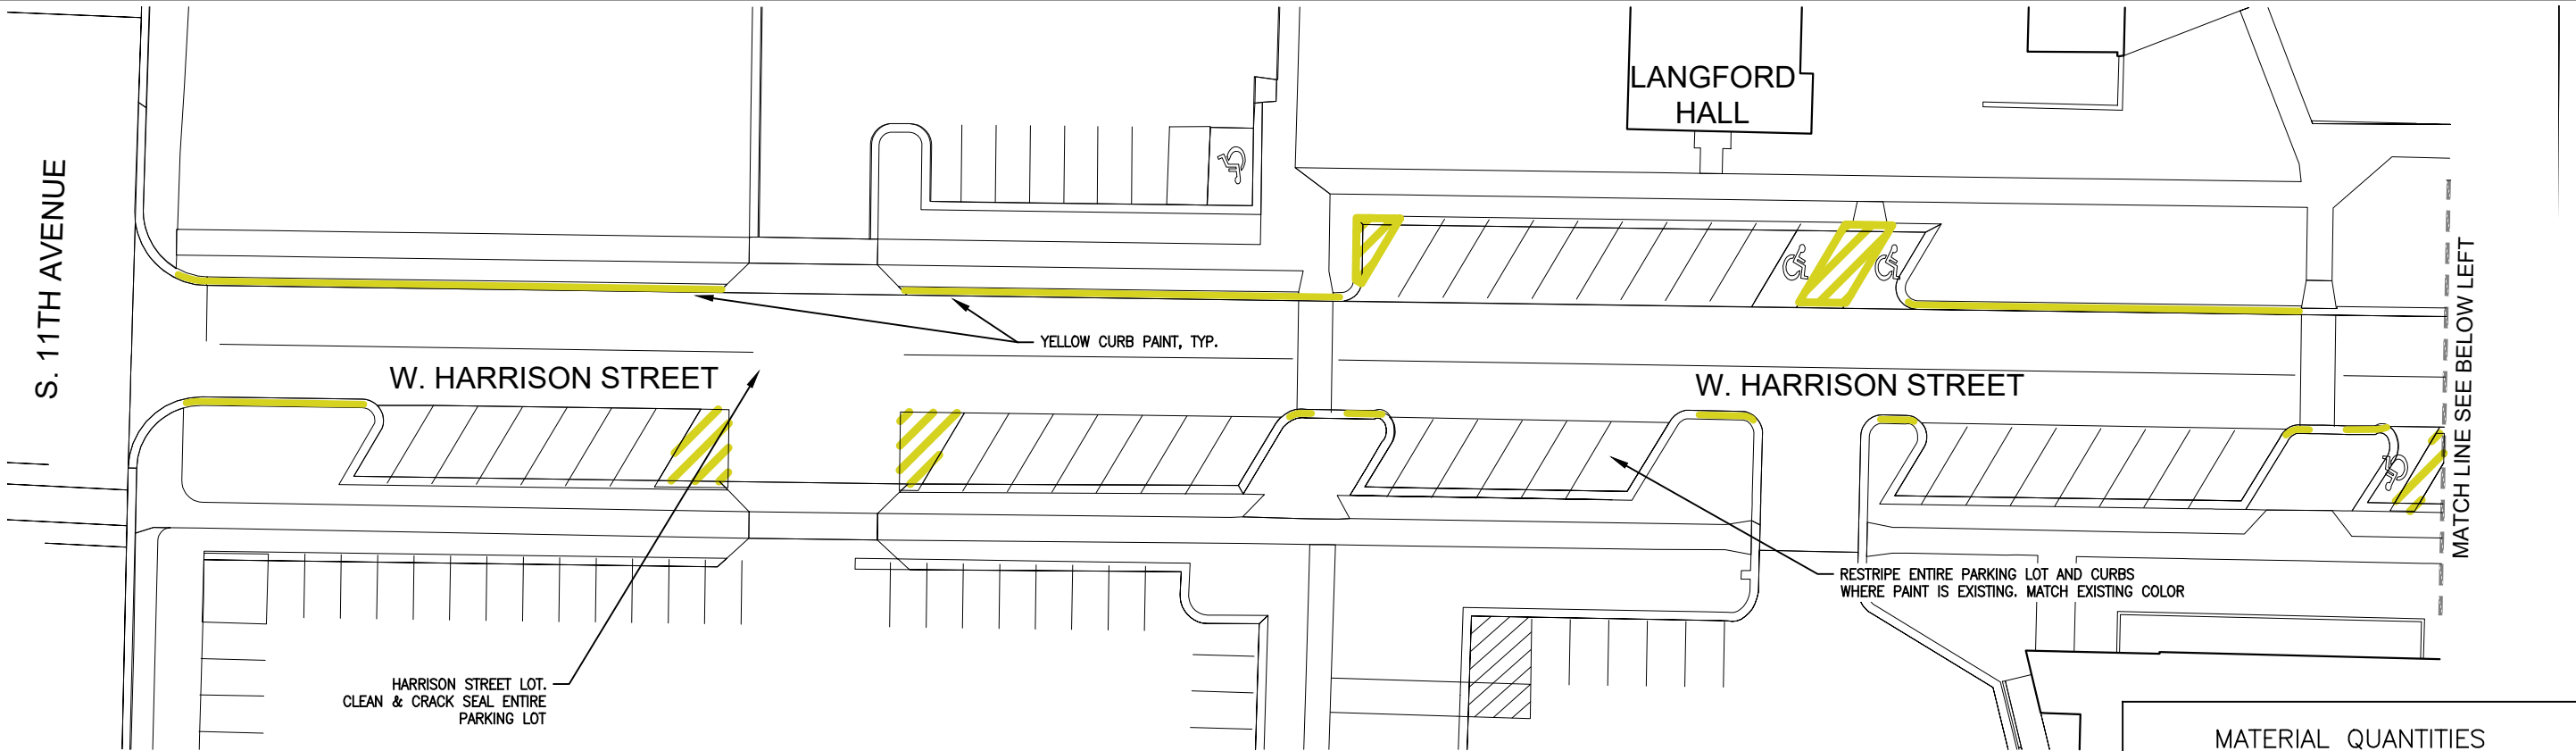 LANGFORD
HALL
S. 11TH AVENUE
YELLOW CURB PAINT, TYP.
W. HARRISON STREET
W. HARRISON STREET
MATCH LINE SEE BELOW LEFT
RESTRIPE ENTIRE PARKING LOT AND CURBS
WHERE PAINT IS EXISTING. MATCH EXISTING COLOR
HARRISON STREET LOT.
CLEAN & CRACK SEAL ENTIRE
PARKING LOT
MATERIAL QUANTITIES